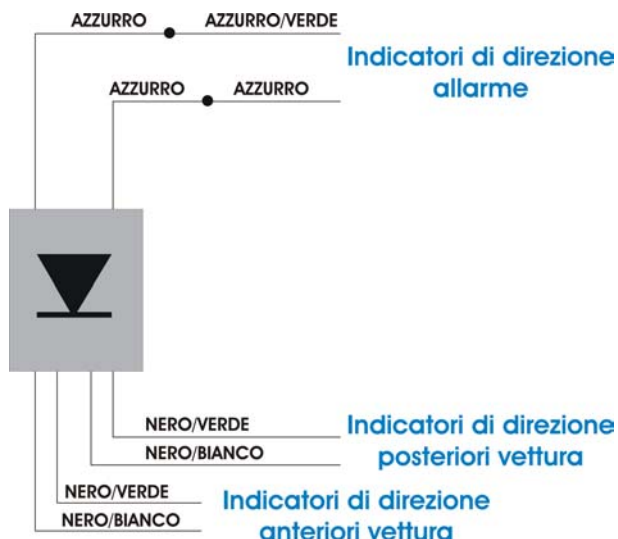 AZZURRO AZZURRO/VERDE
Indicatori di direzione
allarme
AZZURRO AZZURRO
NERO/VERDE
NERO/BIANCO
Indicatori di direzione
posteriori vettura
NERO/VERDE
NERO/BIANCO
Indicatori di direzione
anteriori vettura